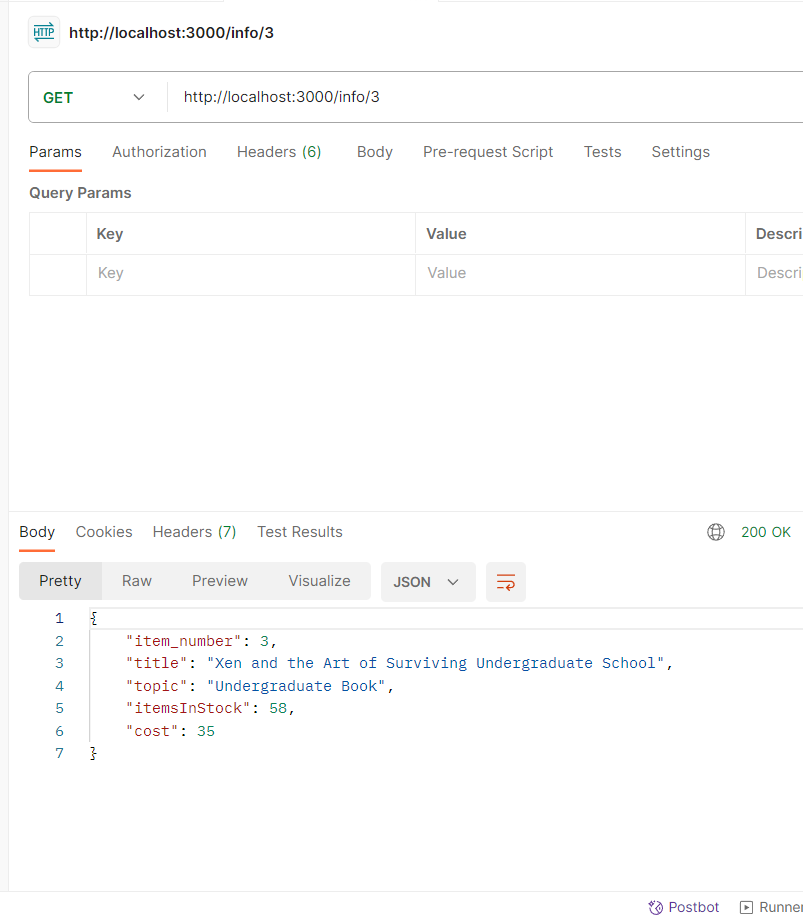 HTTP http://localhost:3000/info/3
GET http://localhost:3000/info/3
Params Authorization Headers (6) Body Pre-request Script Tests Settings
Query Params
Key Value Descri
Key Value Descri
Body Cookies Headers (7) Test Results 200 OK
Pretty Raw Preview Visualize JSON
1 {
2 "item_number": 3,
3 "title": "Xen and the Art of Surviving Undergraduate School",
4 "topic": "Undergraduate Book",
5 "itemsInStock": 58,
6 "cost": 35
7 }
Postbot Runner